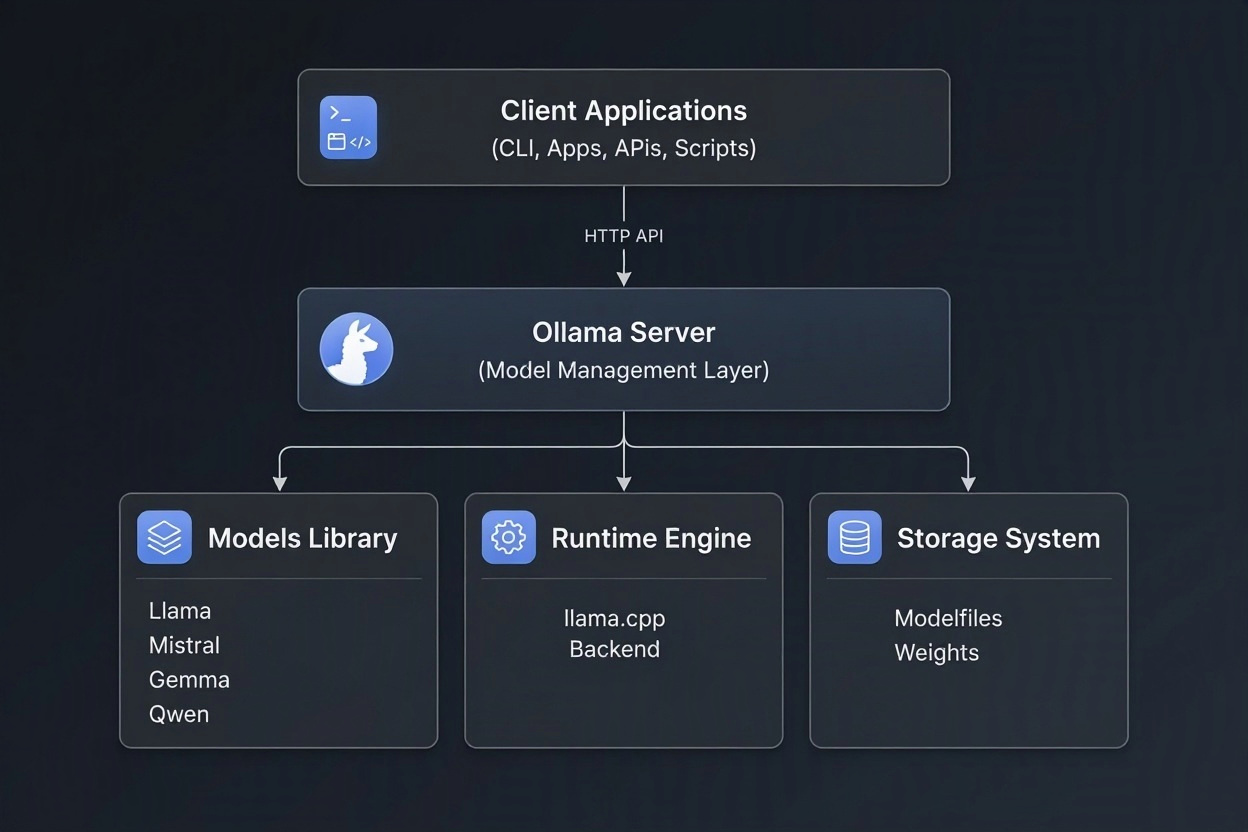 >_
</>
Client Applications
(CLI, Apps, APis, Scripts)
HTTP API
Ollama Server
(Model Management Layer)
Models Library
Llama
Mistral
Gemma
Qwen
Runtime Engine
llama.cpp
Backend
Storage System
Modelfiles
Weights